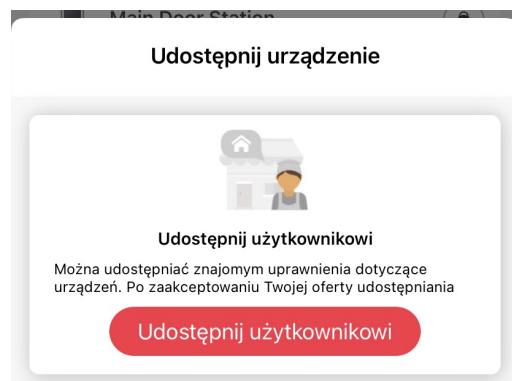 Main Door Station
Udostępnij urządzenie
Udostępnij użytkownikowi
Można udostępniać znajomym uprawnienia dotyczące
urządzeń. Po zaakceptowaniu Twojej oferty udostępniania
Udostępnij użytkownikowi